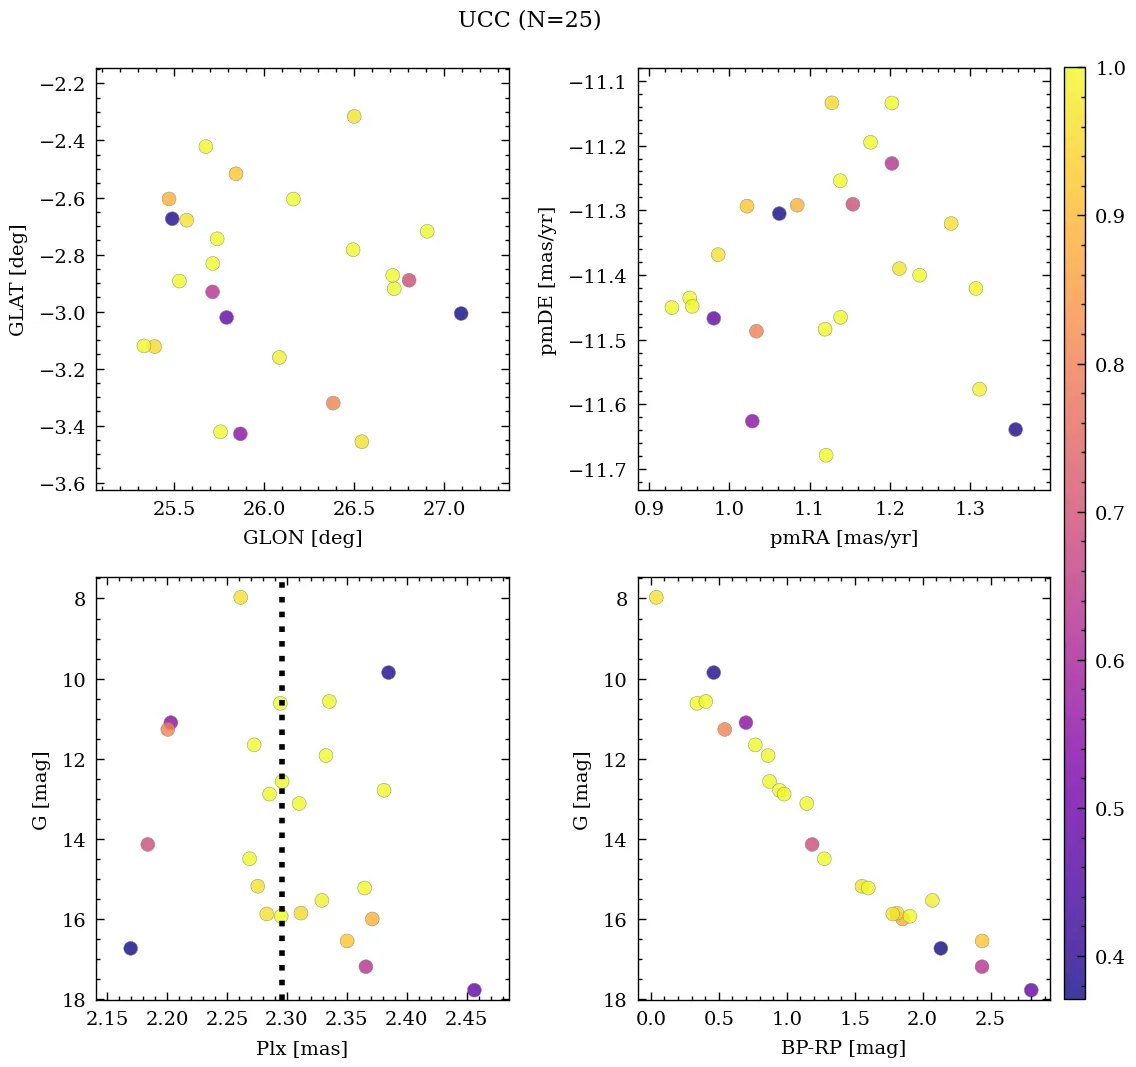 UCC (N=25)
−2.2
−2.4
−2.6
−2.8
−3.0
−3.2
−3.4
−3.6
GLAT [deg]
25.5 26.0 26.5 27.0
GLON [deg]
−11.1
−11.2
−11.3
−11.4
−11.5
−11.6
−11.7
pmDE [mas/yr]
0.9 1.0 1.1 1.2 1.3
pmRA [mas/yr]
8
10
12
14
16
18
G [mag]
2.15 2.20 2.25 2.30 2.35 2.40 2.45
Plx [mas]
8
10
12
14
16
18
G [mag]
0.0 0.5 1.0 1.5 2.0 2.5
BP-RP [mag]
1.0
0.9
0.8
0.7
0.6
0.5
0.4